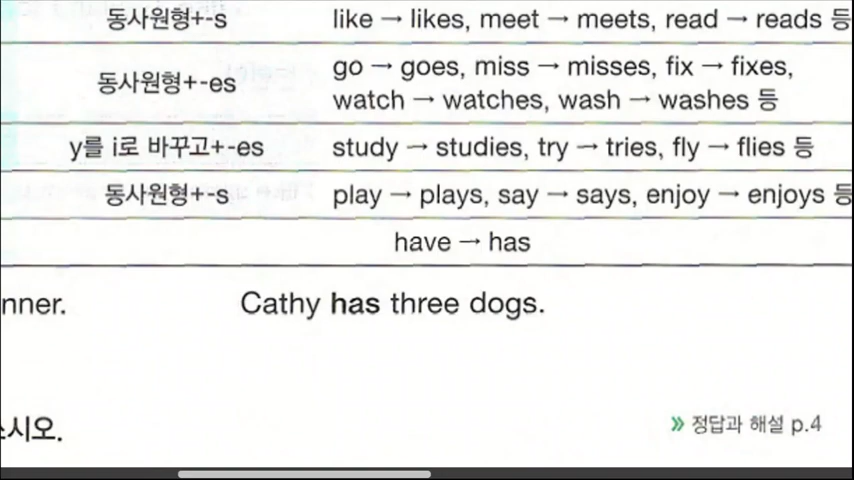 동사원형+-s like → likes, meet → meets, read → reads 등
동사원형+-es go → goes, miss → misses, fix → fixes,
watch → watches, wash → washes 등
y를 i로 바꾸고+-es study → studies, try → tries, fly → flies 등
동사원형+-s play → plays, say → says, enjoy → enjoys 등
have → has
nner. Cathy has three dogs.
시오.
» 정답과 해설 p.4